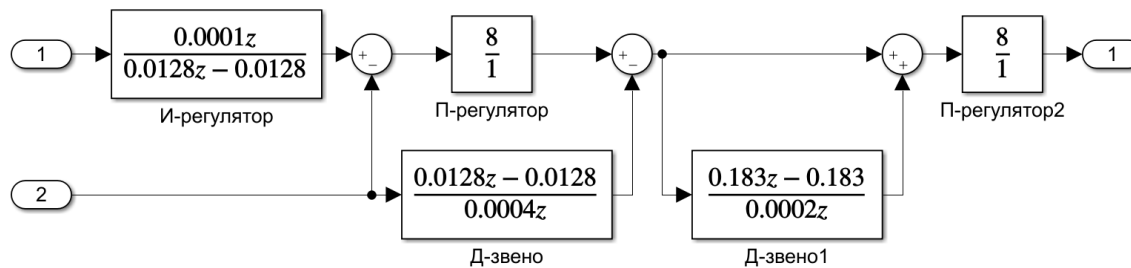 1
0.0001z
0.0128z − 0.0128
И-регулятор
+
−
8
1
П-регулятор
+
−
+
+
8
1
П-регулятор2
1
2
0.0128z − 0.0128
0.0004z
Д-звено
0.183z − 0.183
0.0002z
Д-звено1